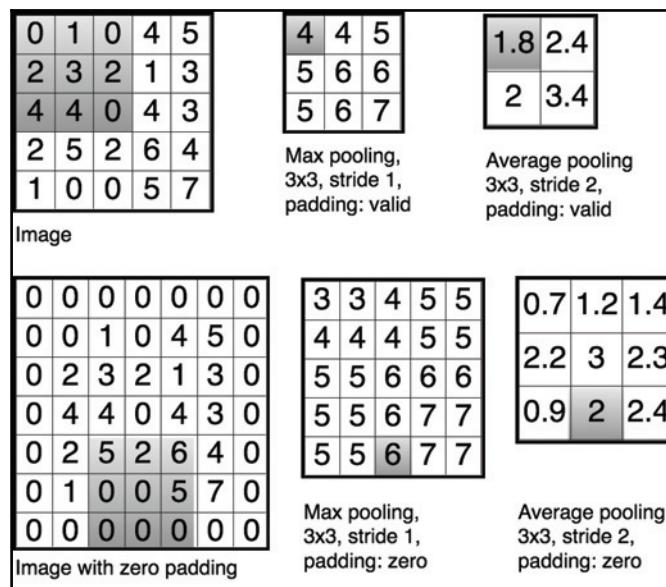 0 1 0 4 5
2 3 2 1 3
4 4 0 4 3
2 5 2 6 4
1 0 0 5 7
Image
4 4 5
5 6 6
5 6 7
Max pooling,
3x3, stride 1,
padding: valid
1.8 2.4
2 3.4
Average pooling
3x3, stride 2,
padding: valid
0 0 0 0 0 0 0
0 0 1 0 4 5 0
0 2 3 2 1 3 0
0 4 4 0 4 3 0
0 2 5 2 6 4 0
0 1 0 0 5 7 0
0 0 0 0 0 0 0
Image with zero padding
3 3 4 5 5
4 4 4 5 5
5 5 6 6 6
5 5 6 7 7
5 5 6 7 7
Max pooling,
3x3, stride 1,
padding: zero
0.7 1.2 1.4
2.2 3 2.3
0.9 2 2.4
Average pooling
3x3, stride 2,
padding: zero